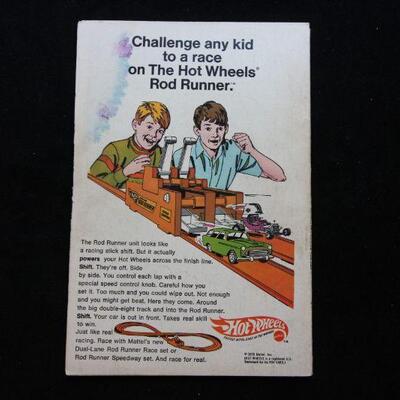 Challenge any kid
to a race
on The Hot Wheels®
Rod Runner.™
The Rod Runner unit looks like
a racing stick shift. But it actually
powers your Hot Wheels across the finish line.
Shift. They're off. Side
by side. You control each lap with a
special speed control knob. Careful how you
set it. Too much and you could wipe out. Not enough
and you might get beat. Here they come. Around
the big double-eight track and into the Rod Runner.
Shift. Your car is out in front. Takes real skill
to win.
Just like real
racing. Race with Mattel's new
Dual-Lane Rod Runner Race set or
Rod Runner Speedway set. And race for real.
Hot Wheels